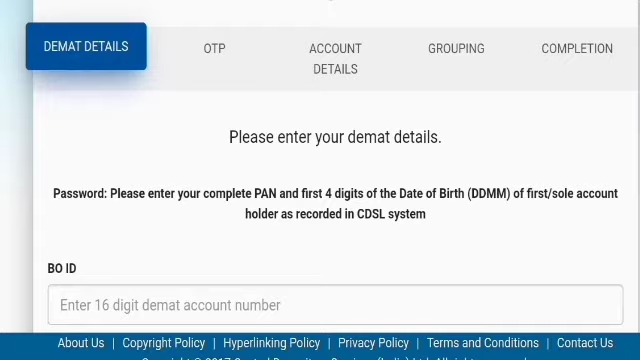 DEMAT DETAILS
OTP
ACCOUNT
DETAILS
GROUPING
COMPLETION
Please enter your demat details.
Password: Please enter your complete PAN and first 4 digits of the Date of Birth (DDMM) of first/sole account
holder as recorded in CDSL system
BO ID
Enter 16 digit demat account number
About Us | Copyright Policy | Hyperlinking Policy | Privacy Policy | Terms and Conditions | Contact Us